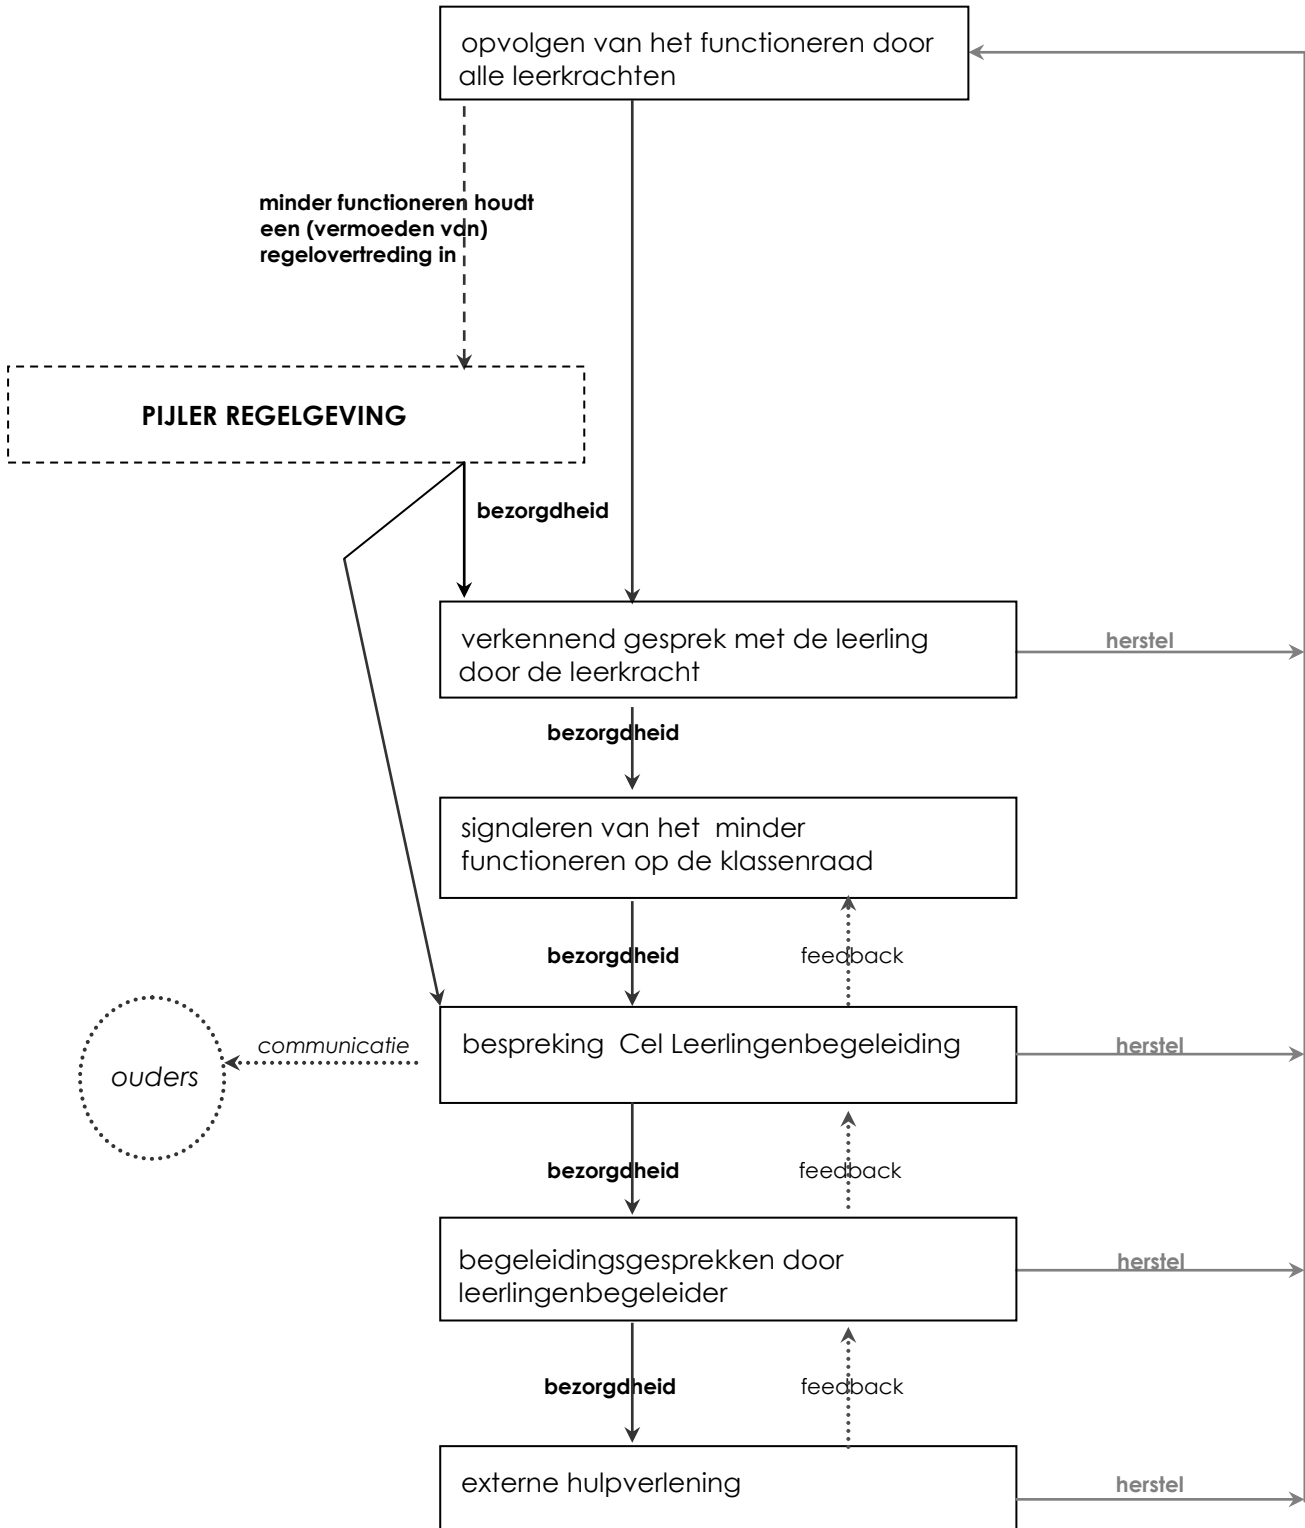 opvolgen van het functioneren door
alle leerkrachten
minder functioneren houdt
een (vermoeden van)
regelovertreding in
PIJLER REGELGEVING
bezorgdheid
verkennend gesprek met de leerling
door de leerkracht
herstel
bezorgdheid
signaleren van het minder
functioneren op de klassenraad
bezorgdheid
feedback
communicatie
ouders
bespreking Cel Leerlingenbegeleiding
herstel
bezorgdheid
feedback
begeleidingsgesprekken door
leerlingenbegeleider
herstel
bezorgdheid
feedback
externe hulpverlening
herstel